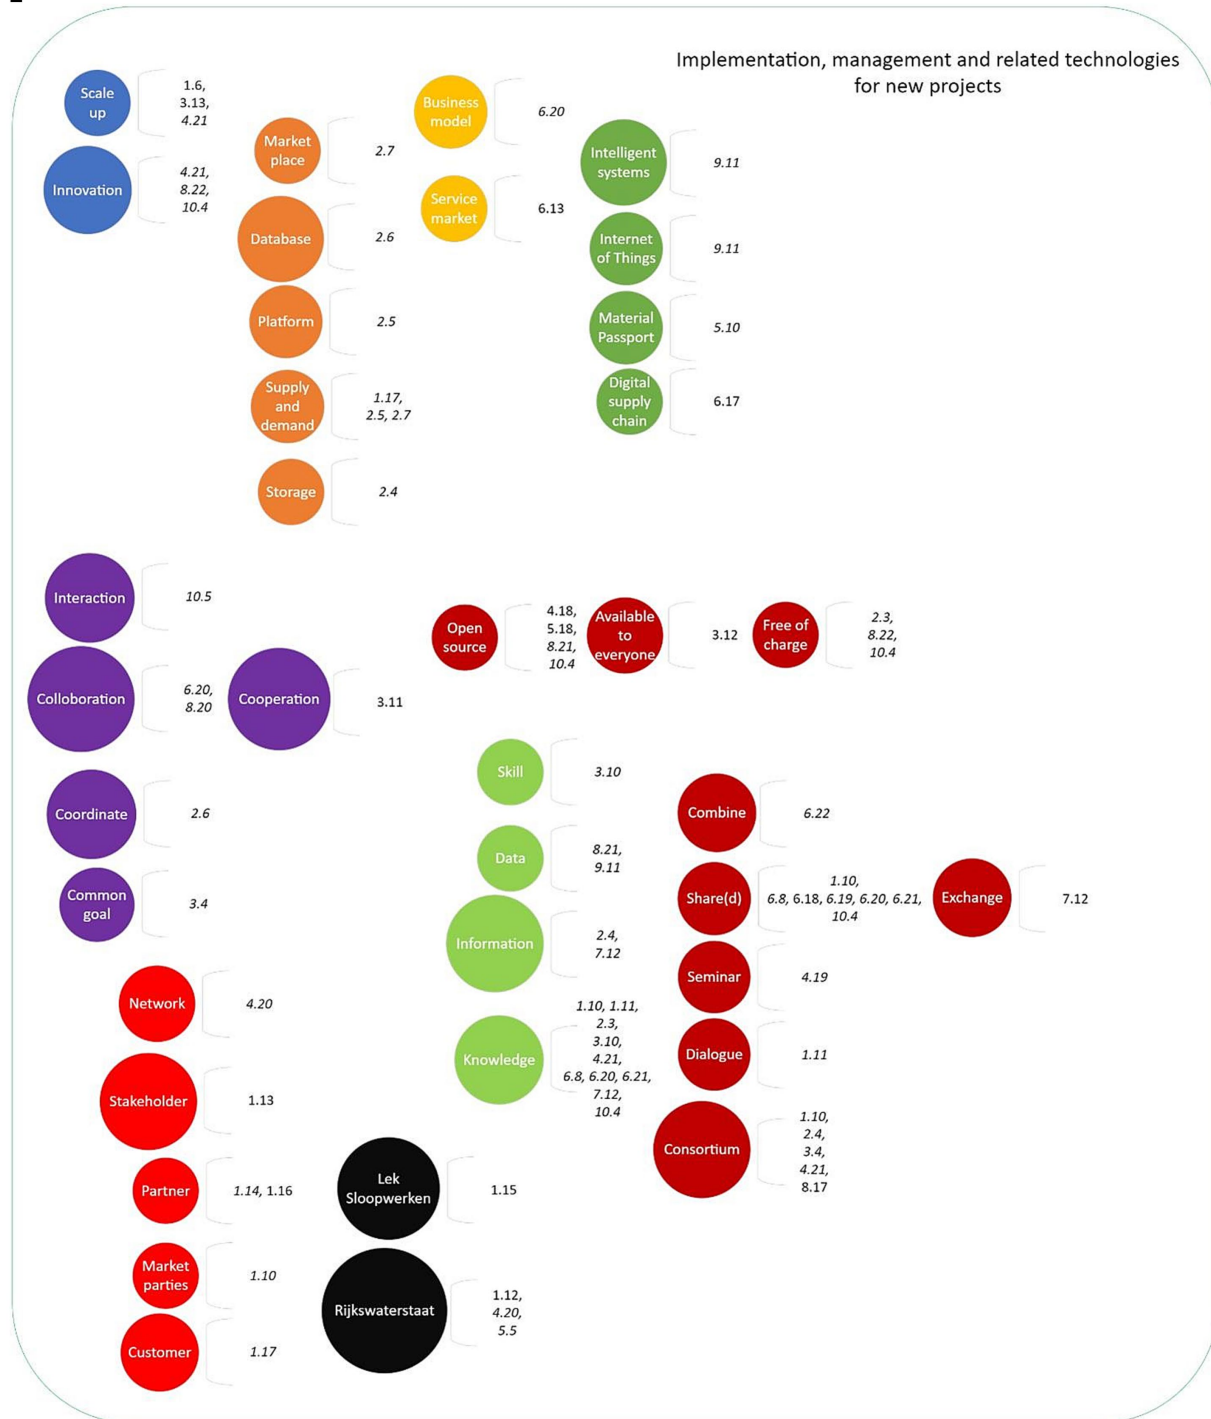 Implementation, management and related technologies
for new projects
Scale
up
1.6,
3.13,
4.21
Innovation
4.21,
8.22,
10.4
Market
place
2.7
Database
2.6
Platform
2.5
Supply
and
demand
1.17,
2.5, 2.7
Storage
2.4
Business
model
6.20
Service
market
6.13
Intelligent
systems
9.11
Internet
of Things
9.11
Material
Passport
5.10
Digital
supply
chain
6.17
Interaction
10.5
Colloboration
6.20,
8.20
Cooperation
3.11
Coordinate
2.6
Common
goal
3.4
Open
source
4.18,
5.18,
8.21,
10.4
Available
to
everyone
3.12
Free of
charge
2.3,
8.22,
10.4
Skill
3.10
Data
8.21,
9.11
Information
2.4,
7.12
Knowledge
1.10, 1.11,
2.3,
3.10,
4.21,
6.8, 6.20, 6.21,
7.12,
10.4
Combine
6.22
Share(d)
1.10,
6.8, 6.18, 6.19, 6.20, 6.21,
10.4
Exchange
7.12
Seminar
4.19
Dialogue
1.11
Consortium
1.10,
2.4,
3.4,
4.21,
8.17
Network
4.20
Stakeholder
1.13
Partner
1.14, 1.16
Market
parties
1.10
Customer
1.17
Lek
Sloopwerken
1.15
Rijkswaterstaat
1.12,
4.20,
5.5